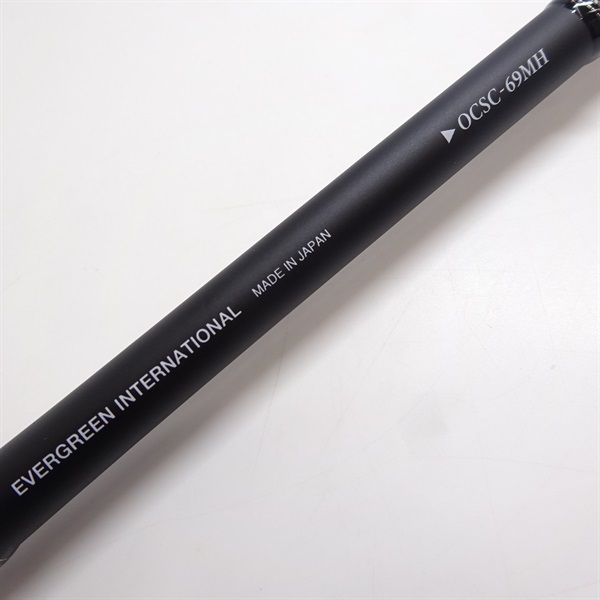 EVERGREEN INTERNATIONAL MADE IN JAPAN ▶ OCSC-69MH